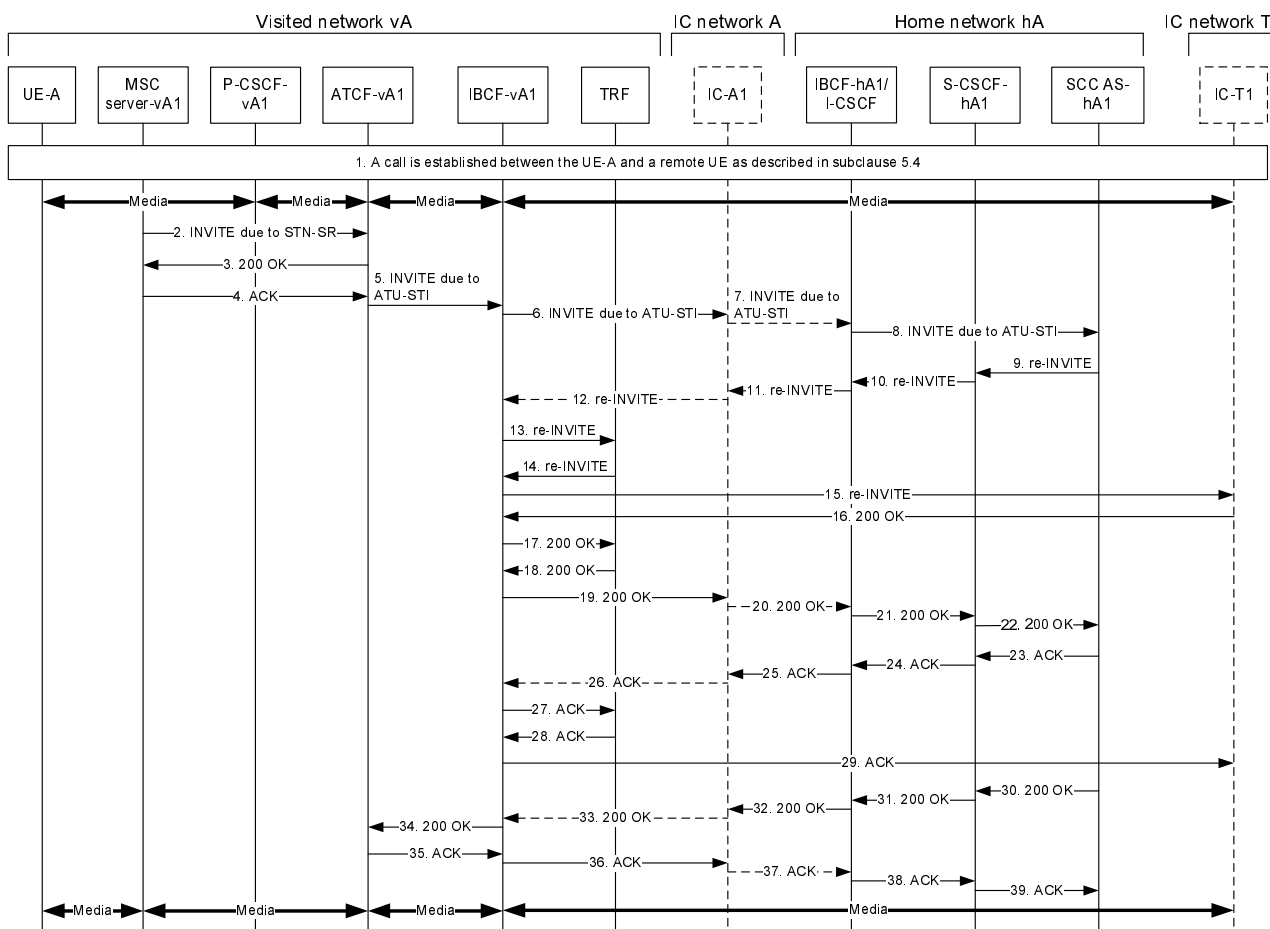 Visited network vA
IC network A
Home network hA
IC network T
UE-A
MSC
server-vA1
P-CSCF-
vA1
ATCF-vA1
IBCF-vA1
TRF
IC-A1
IBCF-hA1/
I-CSCF
S-CSCF-
hA1
SCC AS-
hA1
IC-T1
1. A call is established between the UE-A and a remote UE as described in subclause 5.4
Media
Media
Media
Media
2. INVITE due to STN-SR
3. 200 OK
4. ACK
5. INVITE due to
ATU-STI
6. INVITE due to ATU-STI
7. INVITE due to
ATU-STI
8. INVITE due to ATU-STI
9. re-INVITE
10. re-INVITE
11. re-INVITE
12. re-INVITE
13. re-INVITE
14. re-INVITE
15. re-INVITE
16. 200 OK
17. 200 OK
18. 200 OK
19. 200 OK
20. 200 OK
21. 200 OK
22. 200 OK
23. ACK
24. ACK
25. ACK
26. ACK
27. ACK
28. ACK
29. ACK
30. 200 OK
31. 200 OK
32. 200 OK
33. 200 OK
34. 200 OK
35. ACK
36. ACK
37. ACK
38. ACK
39. ACK
Media
Media
Media
Media